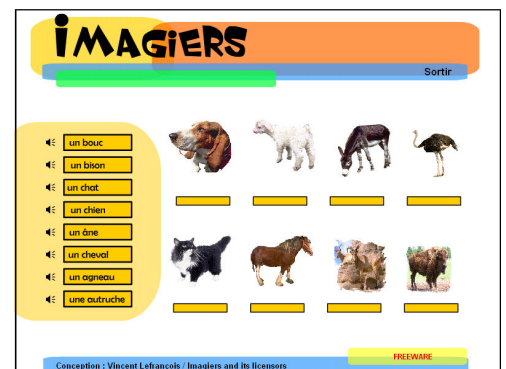 iMAGiERS
Sortir
un bouc
un bison
un chat
un chien
un âne
un cheval
un agneau
une autruche
FREEWARE
Conception : Vincent Lefrancois / Imagiers and its licensors